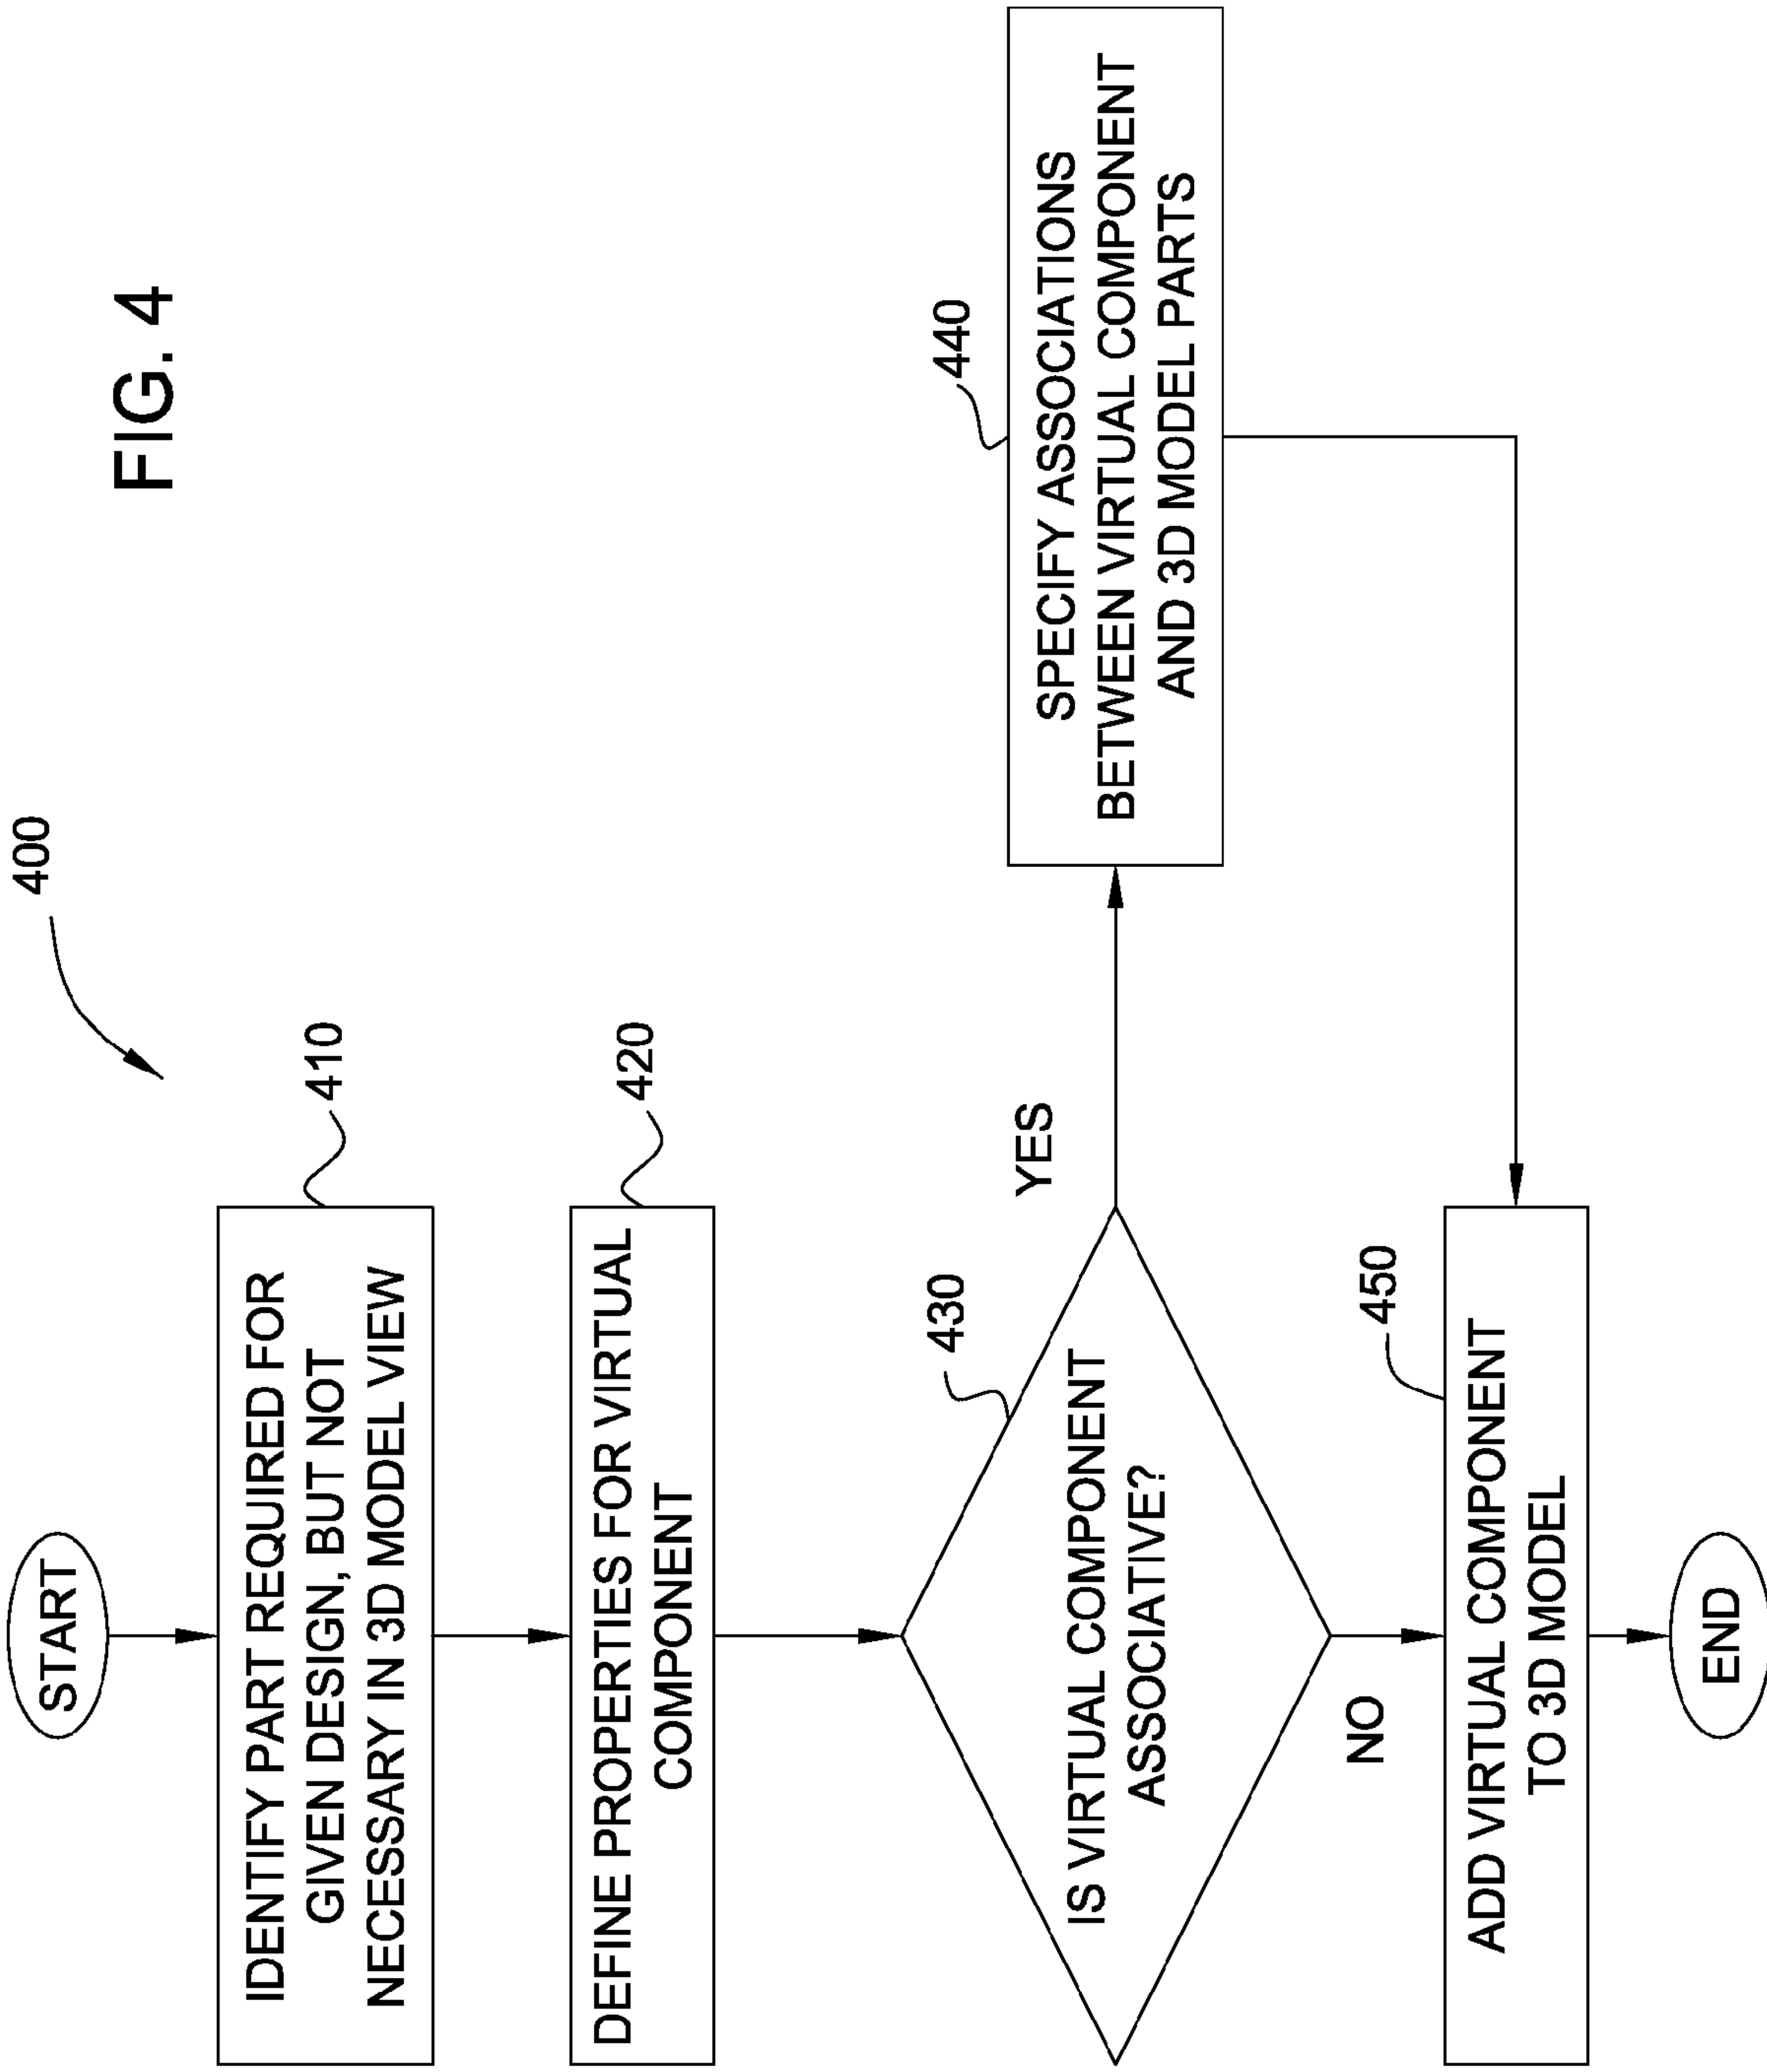 FIG. 4
400
START
IDENTIFY PART REQUIRED FOR
GIVEN DESIGN, BUT NOT
NECESSARY IN 3D MODEL VIEW
410
DEFINE PROPERTIES FOR VIRTUAL
COMPONENT
420
430
IS VIRTUAL COMPONENT
ASSOCIATIVE?
YES
440
SPECIFY ASSOCIATIONS
BETWEEN VIRTUAL COMPONENT
AND 3D MODEL PARTS
NO
450
ADD VIRTUAL COMPONENT
TO 3D MODEL
END